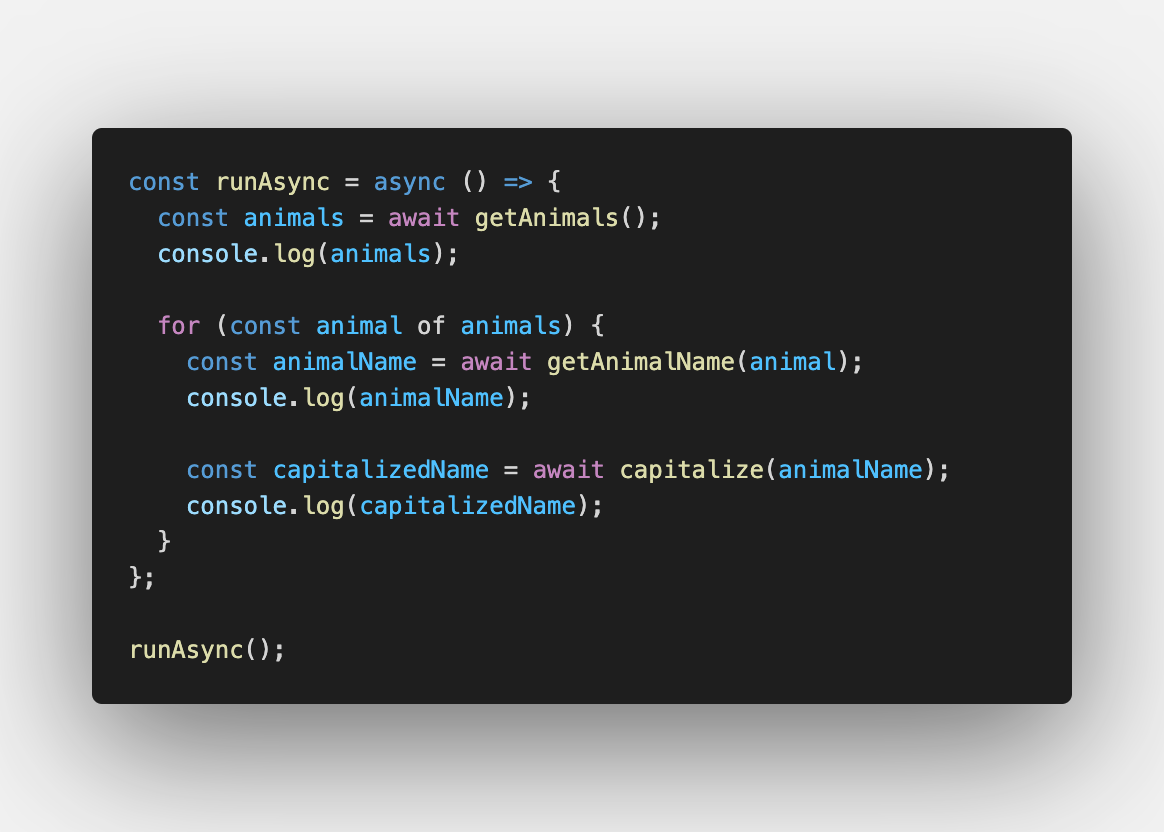 const runAsync = async () => {
  const animals = await getAnimals();
  console.log(animals);

  for (const animal of animals) {
    const animalName = await getAnimalName(animal);
    console.log(animalName);

    const capitalizedName = await capitalize(animalName);
    console.log(capitalizedName);
  }
};

runAsync();